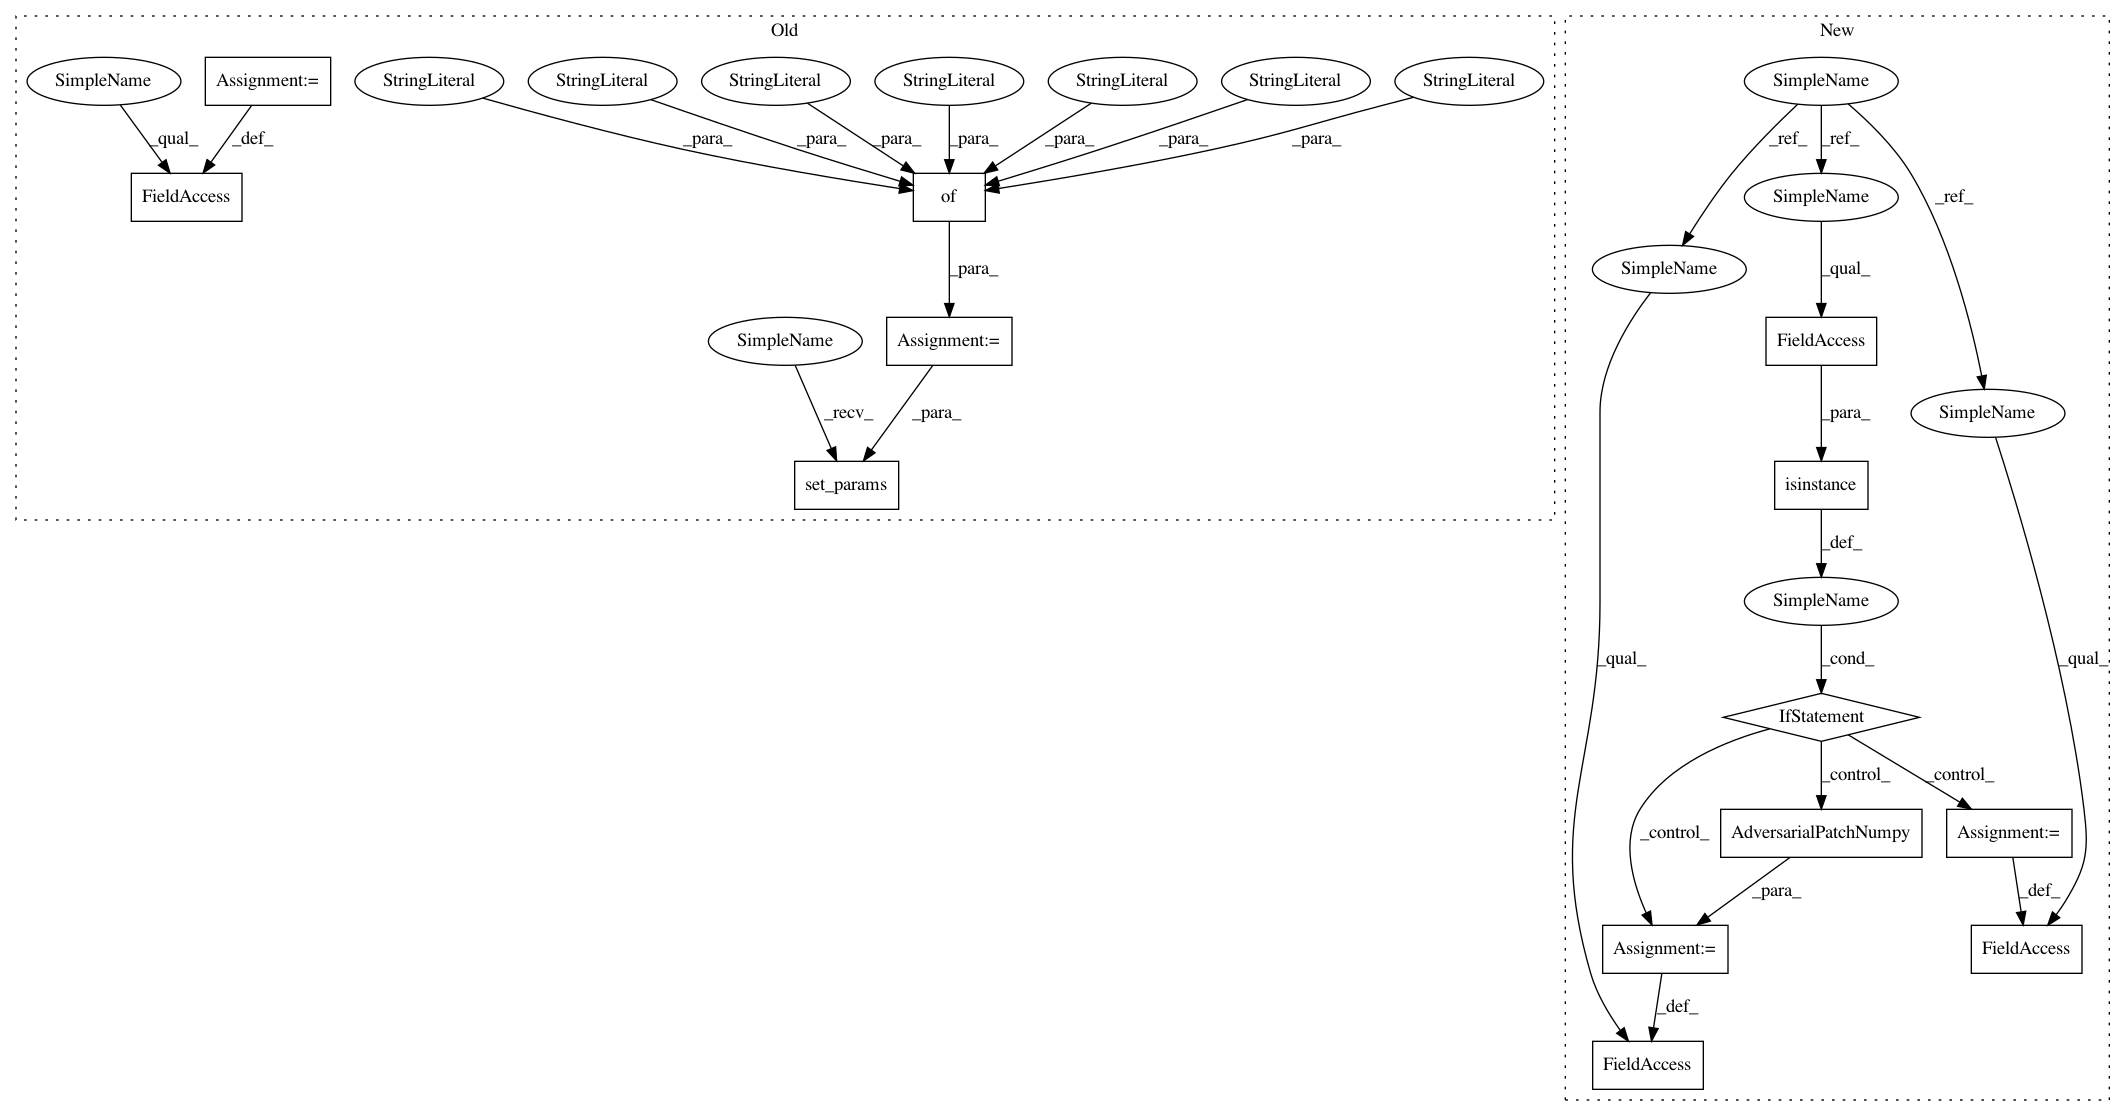 Old
New
SimpleName
Assignment:=
StringLiteral
StringLiteral
StringLiteral
StringLiteral
StringLiteral
StringLiteral
StringLiteral
SimpleName
_qual_
_def_
_para_
_para_
_para_
_para_
_para_
_para_
_para_
_ref_
_ref_
FieldAccess
of
SimpleName
_ref_
_para_
SimpleName
_qual_
SimpleName
Assignment:=
FieldAccess
_recv_
_para_
_para_
SimpleName
set_params
isinstance
_def_
SimpleName
_qual_
_cond_
_qual_
IfStatement
_control_
_control_
_control_
AdversarialPatchNumpy
Assignment:=
_para_
_def_
Assignment:=
FieldAccess
_def_
FieldAccess